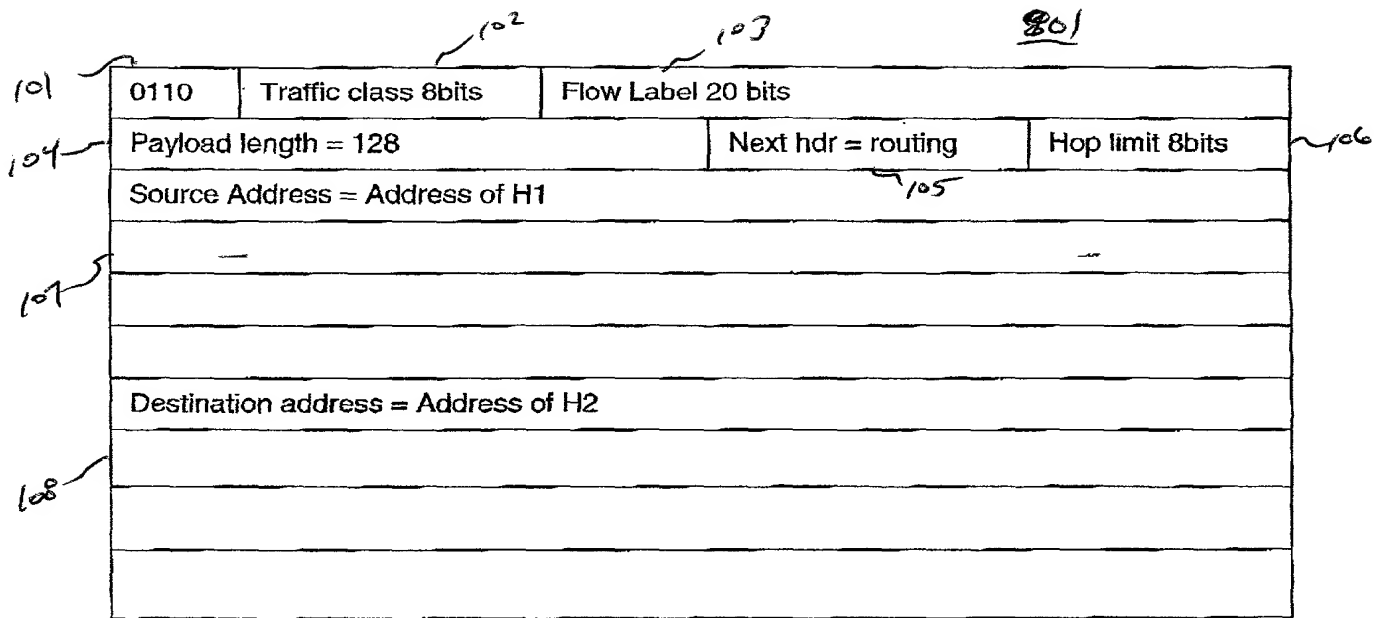 102 103 801
101 0110 Traffic class 8bits Flow Label 20 bits
104 Payload length = 128 Next hdr = routing Hop limit 8bits 106
Source Address = Address of H1 105
107
Destination address = Address of H2
108